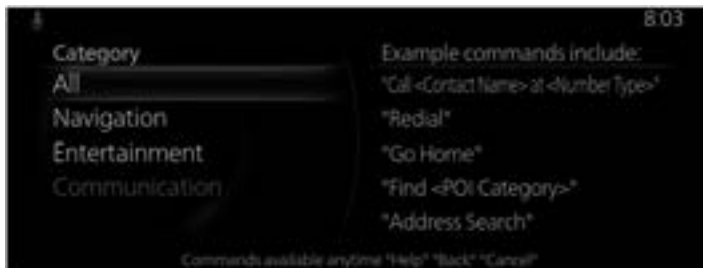 8:03
Category
All
Navigation
Entertainment
Communication
Example commands include:
"Call <Contact Name> at <Number Type>"
"Redial"
"Go Home"
"Find <POI Category>"
"Address Search"
Commands available anytime "Help" "Back" "Cancel"